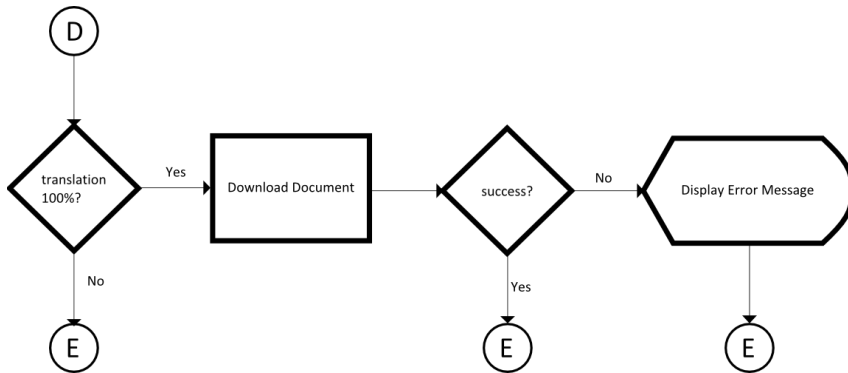 D
translation
100%?
Yes
Download Document
success?
No
Display Error Message
No
Yes
E
E
E